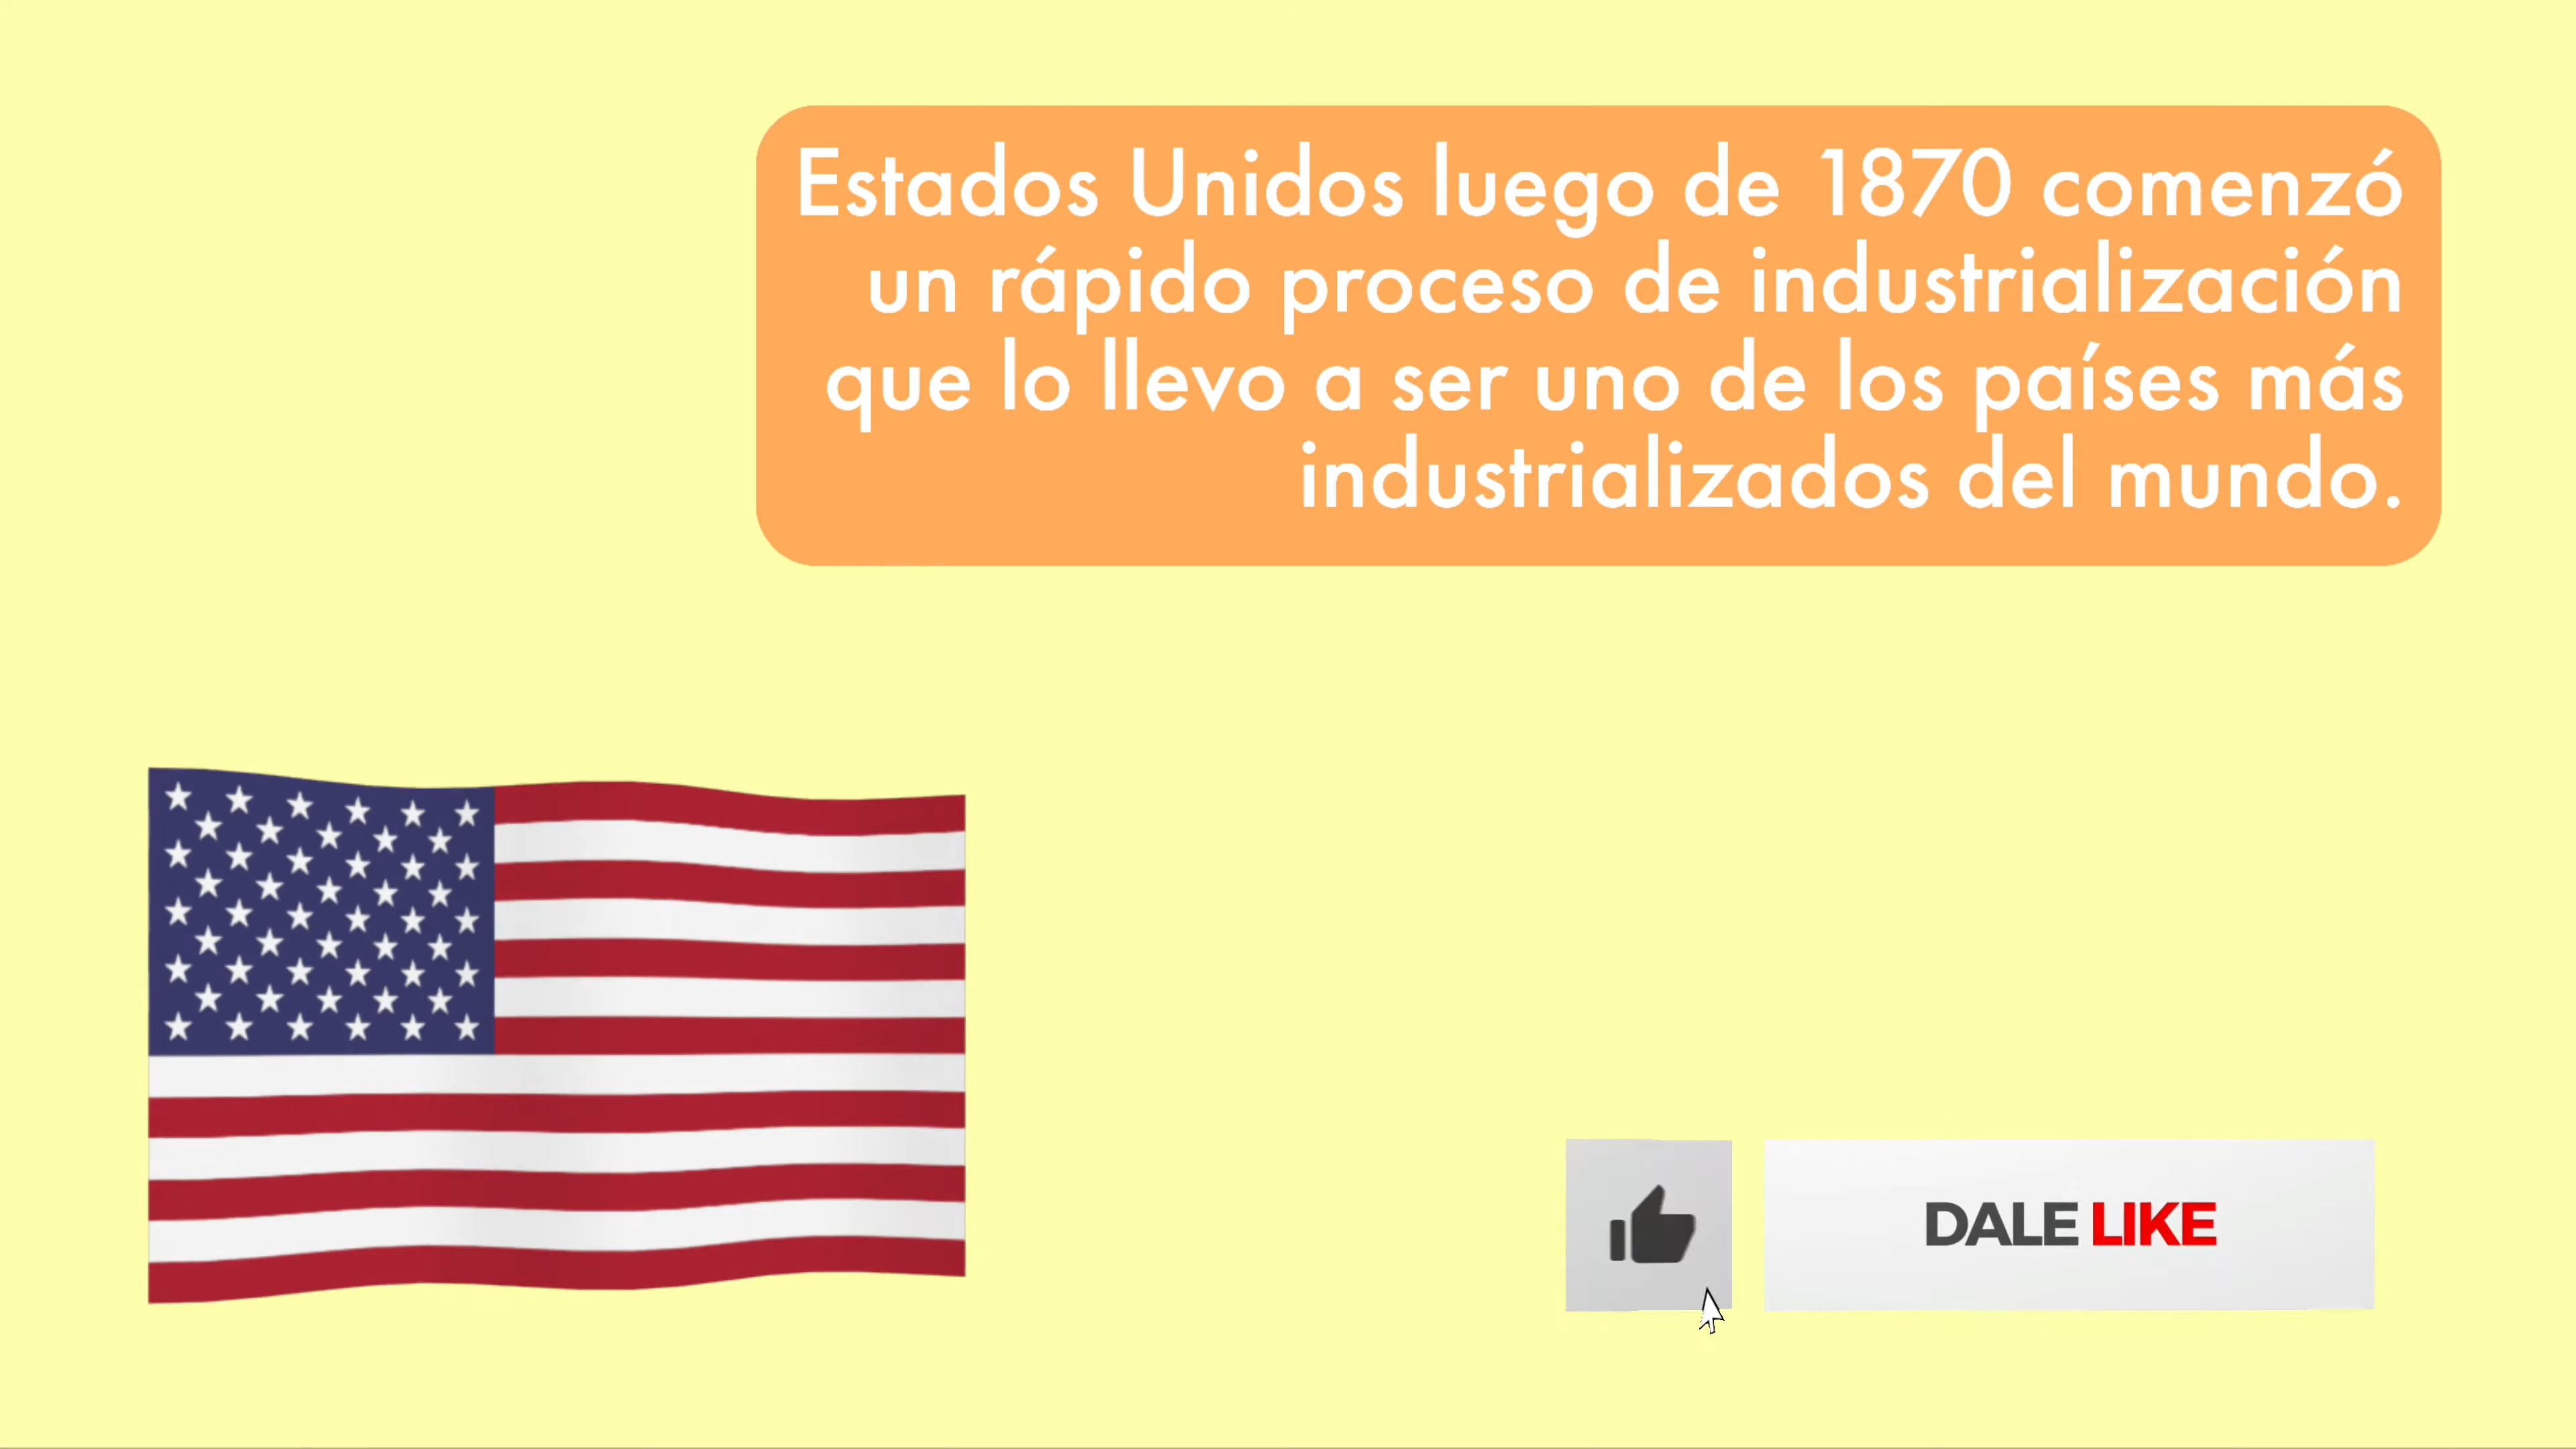 Estados Unidos luego de 1870 comenzó
un rápido proceso de industrialización
que lo llevo a ser uno de los países más
industrializados del mundo.
DALE LIKE